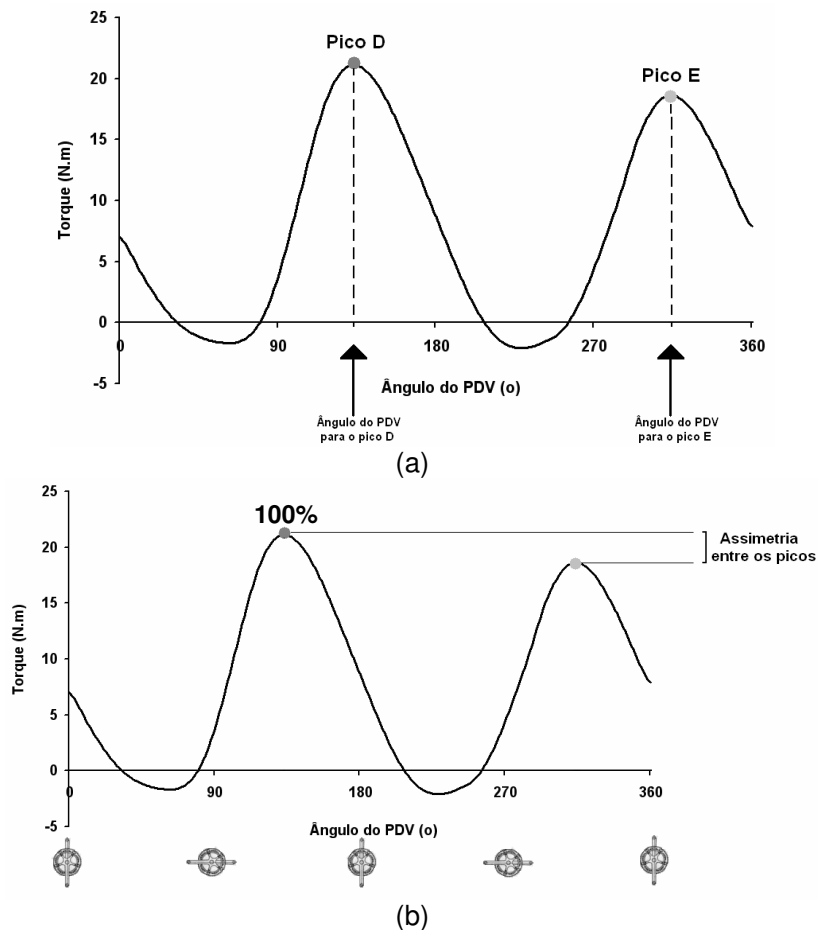 25
Pico D
Pico E
20
15
Torque (N.m)
10
5
0
0 90 180 270 360
-5
Ângulo do PDV (o)
Ângulo do PDV
para o pico D
Ângulo do PDV
para o pico E
(a)
25
100%
Assimetria
entre os picos
20
15
Torque (N.m)
10
5
0
0 90 180 270 360
-5
Ângulo do PDV (o)
(b)